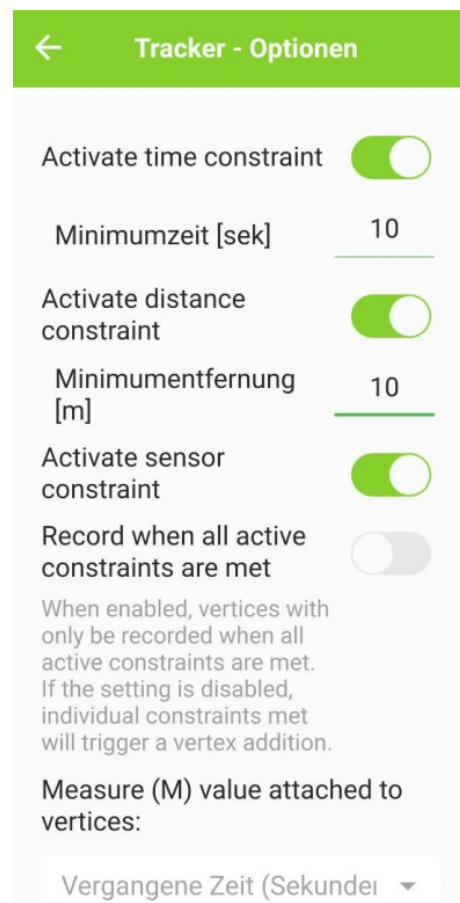 Tracker - Optionen
Activate time constraint
Minimumzeit [sek] 10
Activate distance
constraint
Minimumentfernung
[m] 10
Activate sensor
constraint
Record when all active
constraints are met
When enabled, vertices with
only be recorded when all
active constraints are met.
If the setting is disabled,
individual constraints met
will trigger a vertex addition.
Measure (M) value attached to
vertices:
Vergangene Zeit (Sekunder